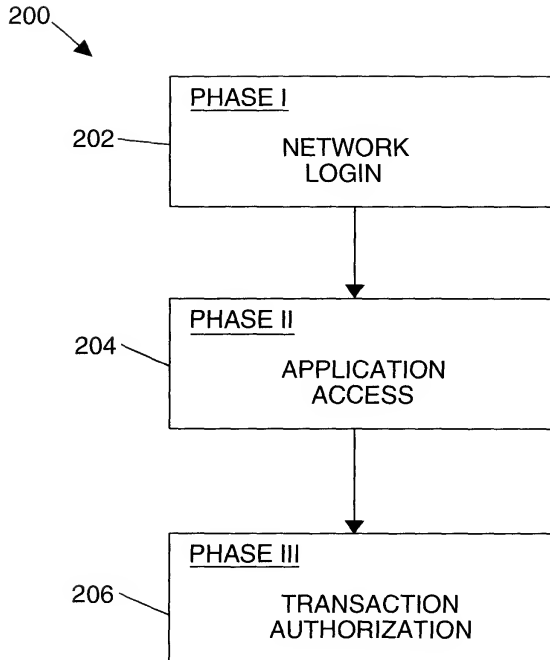 200
PHASE I
202
NETWORK
LOGIN
PHASE II
204
APPLICATION
ACCESS
PHASE III
206
TRANSACTION
AUTHORIZATION